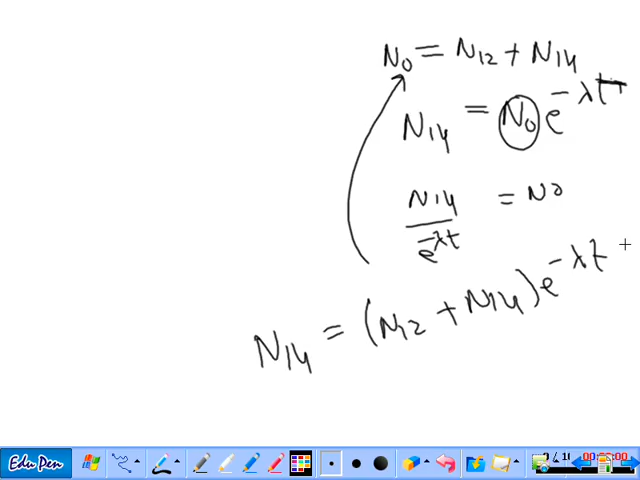 N₀ = N₁₂ + N₁₄
N₁₄ = N₀ e^{-λt}
N₁₄ / e^{-λt} = N₀
N₁₄ = (N₁₂ + N₁₄) e^{-λt}
Edu Pen